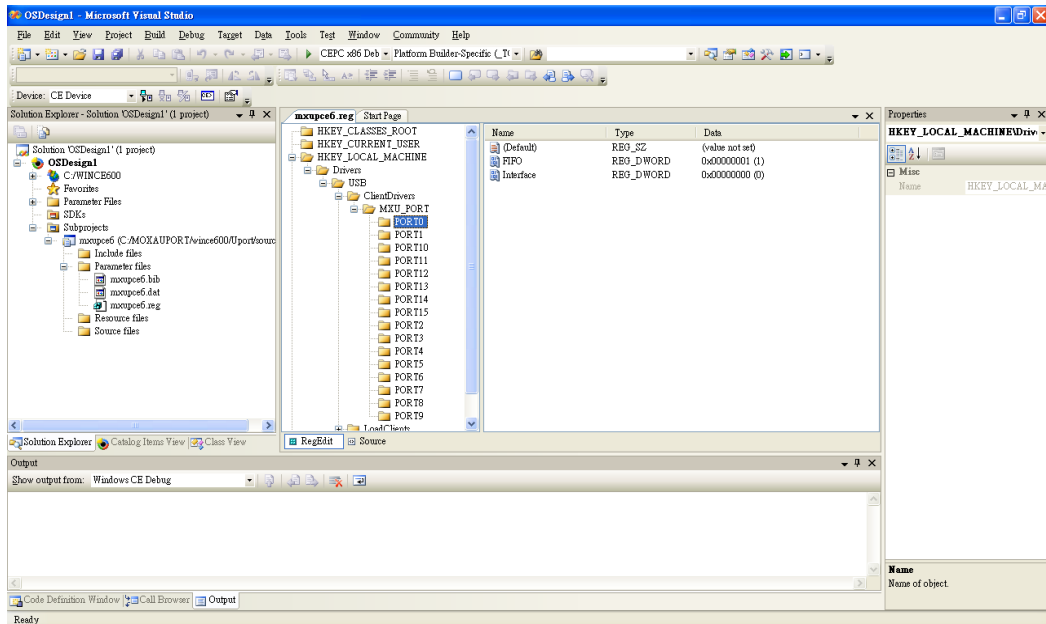 OSDesign1 - Microsoft Visual Studio
File Edit View Project Build Debug Target Data Tools Test Window Community Help
CEPC x86 Deb Platform Builder-Specific (_T(
Device: CE Device
Solution Explorer - Solution 'OSDesign1' (1 project)
Solution 'OSDesign1' (1 project)
OSDesign1
C:/WINCE600
Favorites
Parameter Files
SDKs
Subprojects
mxupce6 (C:/MOXAUPORT/wince600/Uport/sourc
Include files
Parameter files
mxupce6.bib
mxupce6.dat
mxupce6.reg
Resource files
Source files
Solution Explorer Catalog Items View Class View
mxupce6.reg Start Page
HKEY_CLASSES_ROOT
HKEY_CURRENT_USER
HKEY_LOCAL_MACHINE
Drivers
USB
ClientDrivers
MXU_PORT
PORT0
PORT1
PORT10
PORT11
PORT12
PORT13
PORT14
PORT15
PORT2
PORT3
PORT4
PORT5
PORT6
PORT7
PORT8
PORT9
LoadClients
RegEdit Source
Name Type Data
(Default) REG_SZ (value not set)
FIFO REG_DWORD 0x00000001 (1)
Interface REG_DWORD 0x00000000 (0)
Properties
HKEY_LOCAL_MACHINE\Driv
Misc
Name HKEY_LOCAL_MA
Name
Name of object.
Output
Show output from: Windows CE Debug
Code Definition Window Call Browser Output
Ready